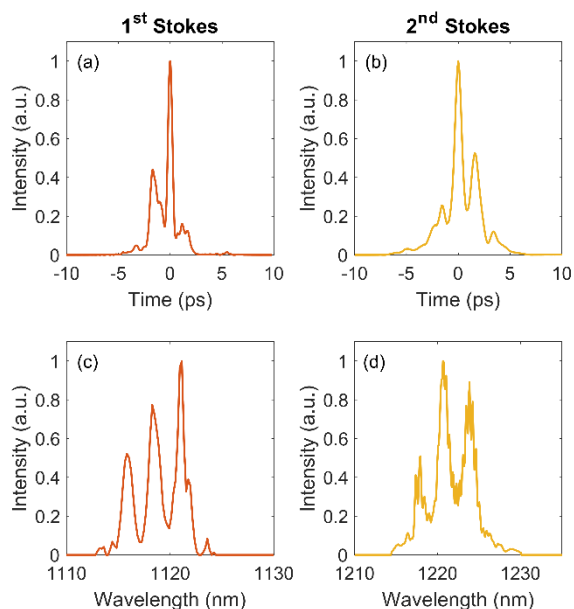 1st Stokes
2nd Stokes
(a)
Intensity (a.u.)
1
0.8
0.6
0.4
0.2
0
-10 -5 0 5 10
Time (ps)
(b)
Intensity (a.u.)
1
0.8
0.6
0.4
0.2
0
-10 -5 0 5 10
Time (ps)
(c)
Intensity (a.u.)
1
0.8
0.6
0.4
0.2
0
1110 1120 1130
Wavelength (nm)
(d)
Intensity (a.u.)
1
0.8
0.6
0.4
0.2
0
1210 1220 1230
Wavelength (nm)